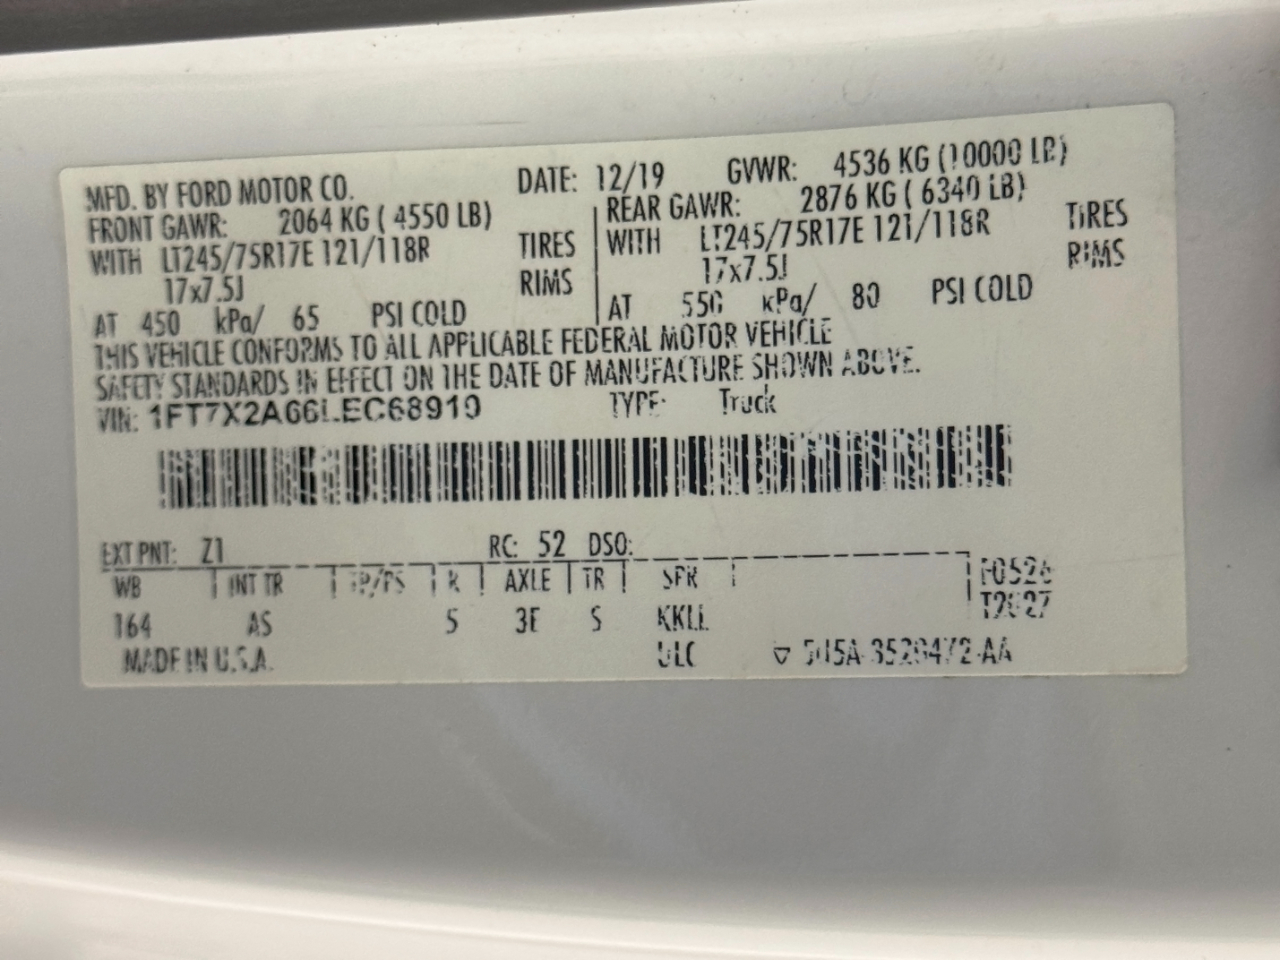 MFD. BY FORD MOTOR CO. DATE: 12/19 GVWR: 4536 KG (10000 LB)
FRONT GAWR: 2064 KG ( 4550 LB) REAR GAWR: 2876 KG ( 6340 LB)
WITH LT245/75R17E 121/118R TIRES WITH LT245/75R17E 121/118R TIRES
17x7.5J RIMS 17x7.5J RIMS
AT 450 kPa/ 65 PSI COLD AT 550 kPa/ 80 PSI COLD
THIS VEHICLE CONFORMS TO ALL APPLICABLE FEDERAL MOTOR VEHICLE
SAFETY STANDARDS IN EFFECT ON THE DATE OF MANUFACTURE SHOWN ABOVE.
VIN: 1FT7X2A66LEC68910 TYPE: Truck
EXT PNT: Z1 RC: 52 DSO:
WB INT TR TP/PS R AXLE TR SPR F0526
164 AS 5 3E S KKLL
MADE IN U.S.A.